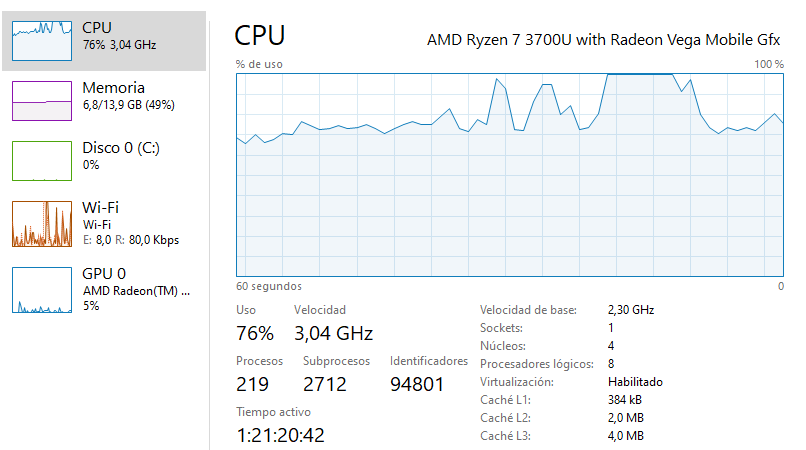 CPU
76% 3,04 GHz
Memoria
6,8/13,9 GB (49%)
Disco 0 (C:)
0%
Wi-Fi
Wi-Fi
E: 8,0 R: 80,0 Kbps
GPU 0
AMD Radeon(TM) ...
5%
CPU
AMD Ryzen 7 3700U with Radeon Vega Mobile Gfx
% de uso
100 %
60 segundos
0
Uso
Velocidad
76%
3,04 GHz
Procesos
Subprocesos
Identificadores
219
2712
94801
Tiempo activo
1:21:20:42
Velocidad de base: 2,30 GHz
Sockets: 1
Núcleos: 4
Procesadores lógicos: 8
Virtualización: Habilitado
Caché L1: 384 kB
Caché L2: 2,0 MB
Caché L3: 4,0 MB